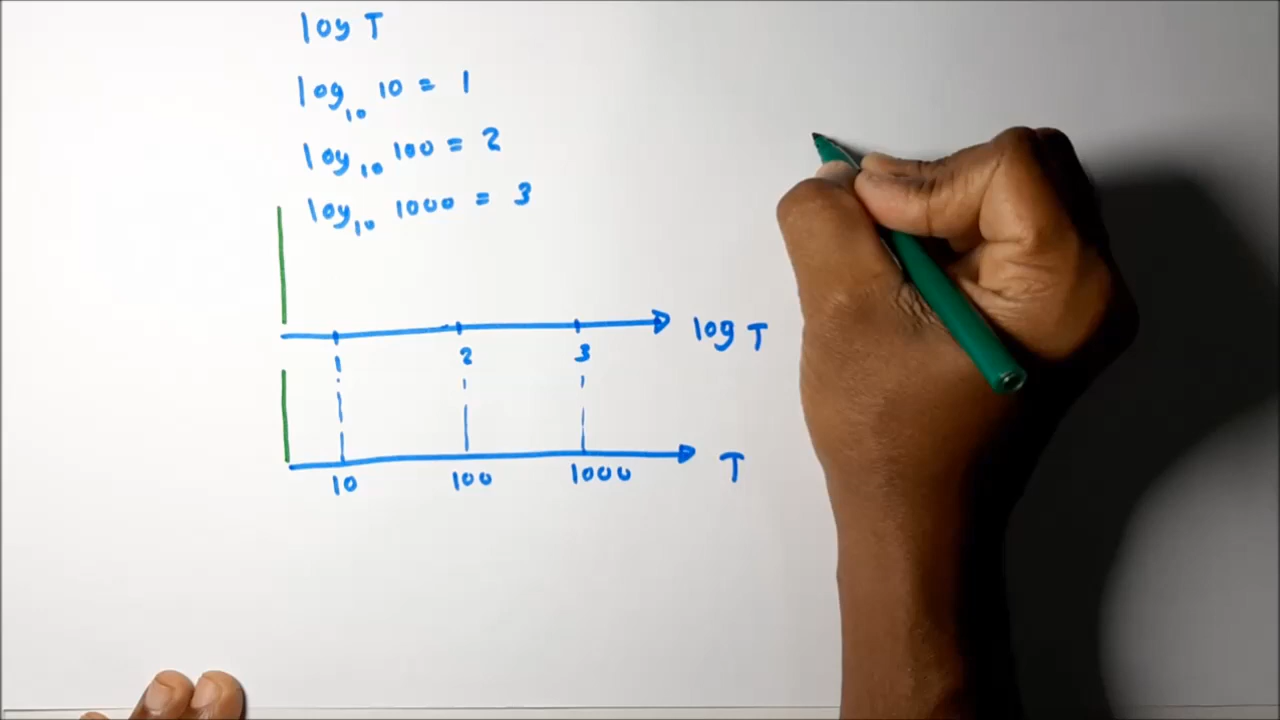 log T
log₁₀ 10 = 1
log₁₀ 100 = 2
log₁₀ 1000 = 3
log T
1 2 3
T
10 100 1000